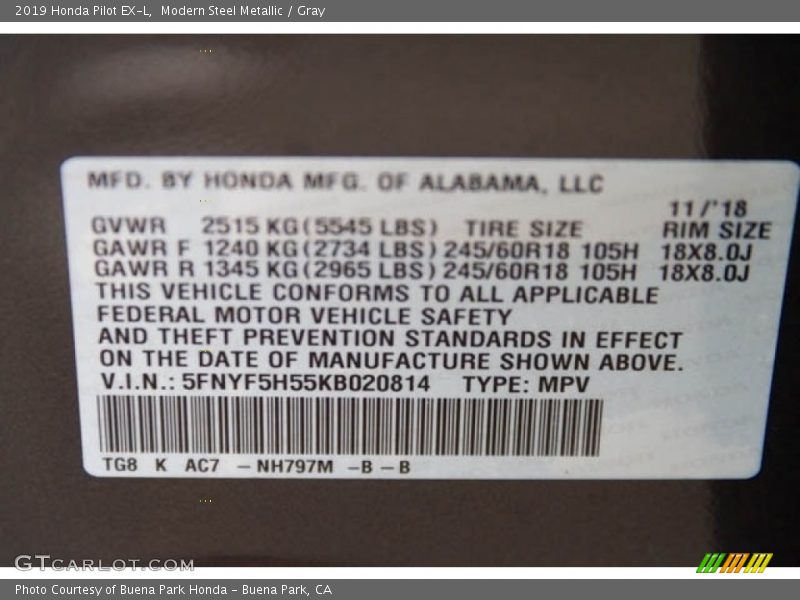 2019 Honda Pilot EX-L, Modern Steel Metallic / Gray
MFD. BY HONDA MFG. OF ALABAMA, LLC
11/'18
GVWR 2515 KG (5545 LBS) TIRE SIZE RIM SIZE
GAWR F 1240 KG (2734 LBS) 245/60R18 105H 18X8.0J
GAWR R 1345 KG (2965 LBS) 245/60R18 105H 18X8.0J
THIS VEHICLE CONFORMS TO ALL APPLICABLE
FEDERAL MOTOR VEHICLE SAFETY
AND THEFT PREVENTION STANDARDS IN EFFECT
ON THE DATE OF MANUFACTURE SHOWN ABOVE.
V.I.N.: 5FNYF5H55KB020814 TYPE: MPV
TG8 K AC7 – NH797M –B – B
GTCARLOT.COM
Photo Courtesy of Buena Park Honda - Buena Park, CA